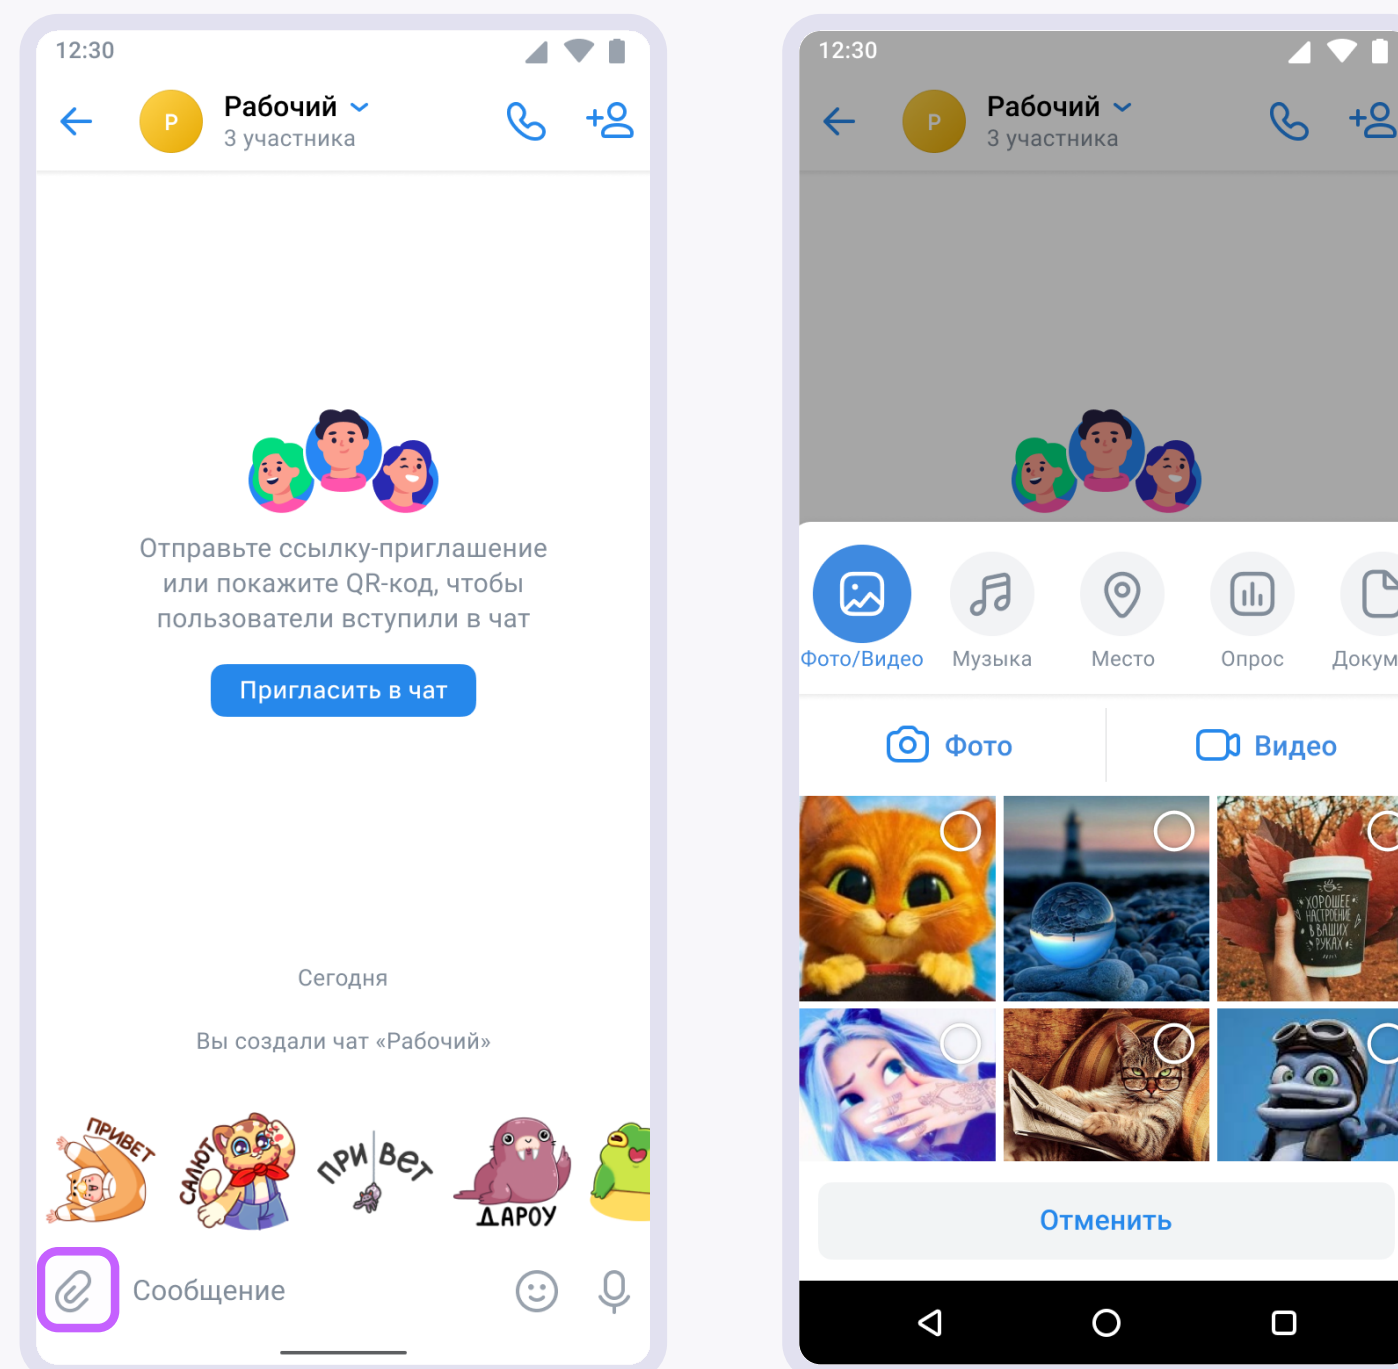 12:30
Р
Рабочий
3 участника
Отправьте ссылку-приглашение
или покажите QR-код, чтобы
пользователи вступили в чат
Пригласить в чат
Сегодня
Вы создали чат «Рабочий»
ПРИВЕТ
САЛЮТ
ПРИВЕТ
ДАРОУ
Сообщение
12:30
Р
Рабочий
3 участника
Фото/Видео
Музыка
Место
Опрос
Докум
Фото
Видео
ХОРОШЕЕ
НАСТРОЕНИЕ
В ВАШИХ
РУКАХ
Отменить